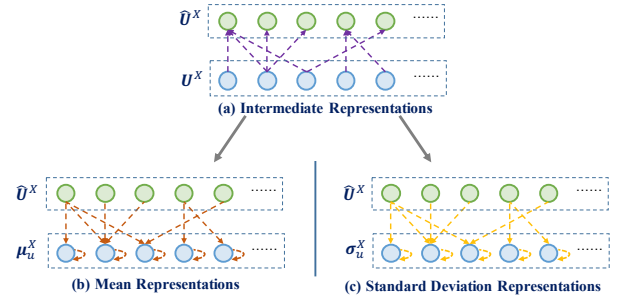 Û^X ......
U^X ......
(a) Intermediate Representations
Û^X ...... Û^X ......
μ_u^X ...... σ_u^X ......
(b) Mean Representations (c) Standard Deviation Representations